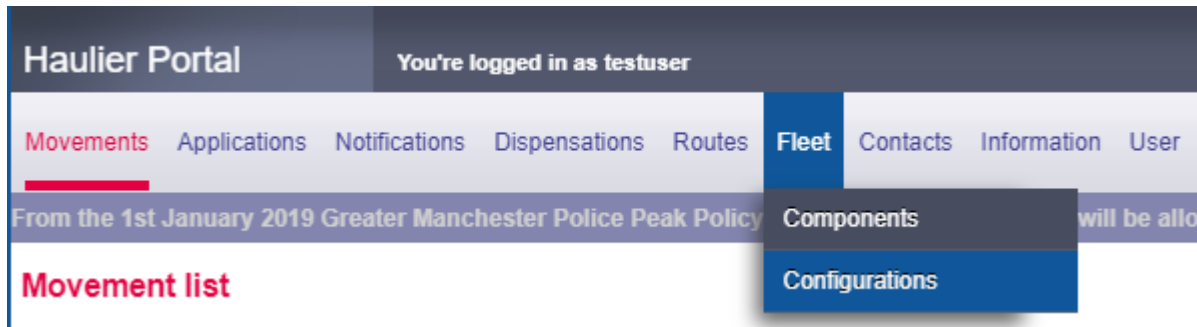 Haulier Portal You're logged in as testuser
Movements Applications Notifications Dispensations Routes Fleet Contacts Information User
From the 1st January 2019 Greater Manchester Police Peak Policy will be
Components
Configurations
Movement list